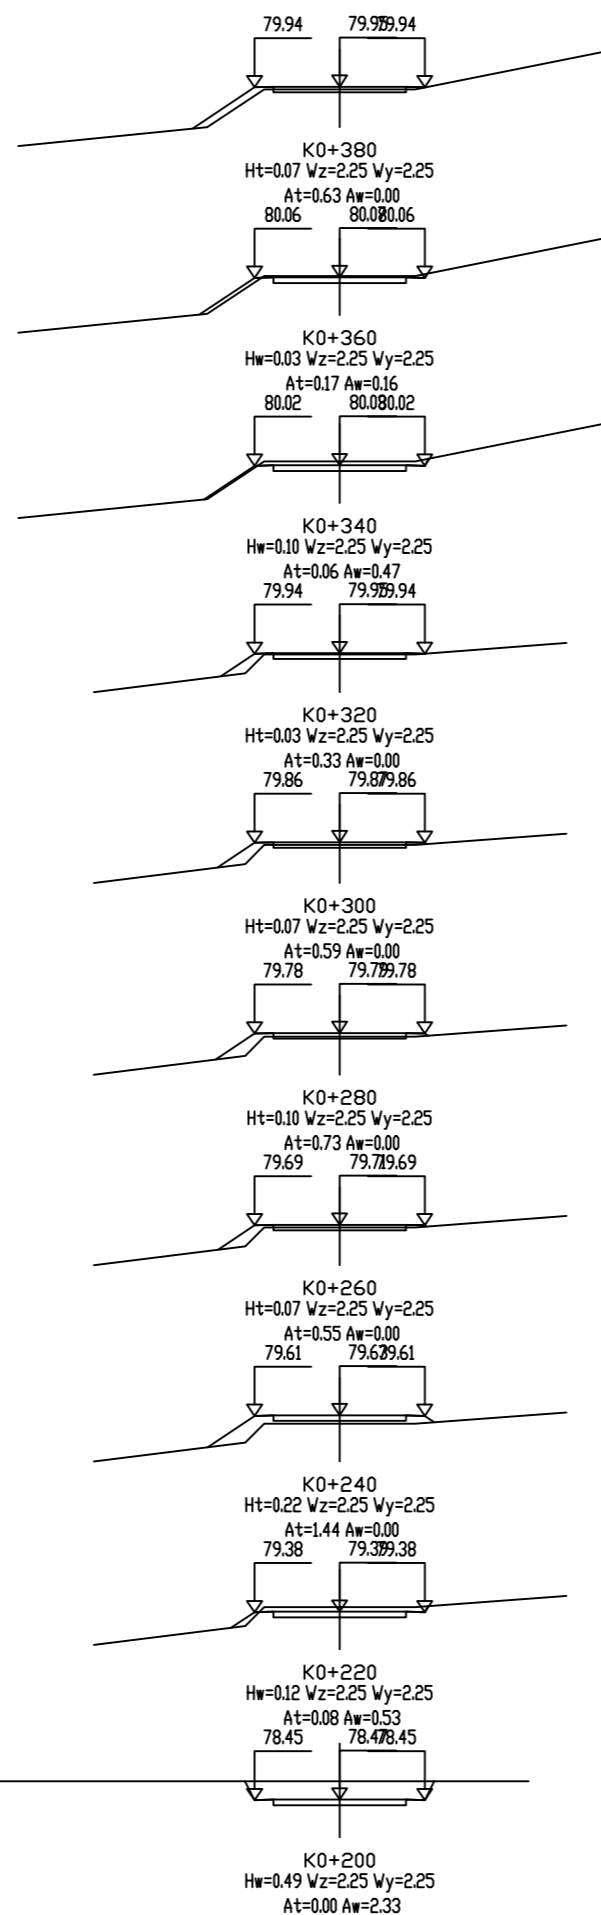 79.94 79.95 79.94
K0+380
Ht=0.07 Wz=2.25 Wy=2.25
At=0.63 Aw=0.00
80.06 80.06
K0+360
Hw=0.03 Wz=2.25 Wy=2.25
At=0.17 Aw=0.16
80.02 80.02
K0+340
Hw=0.10 Wz=2.25 Wy=2.25
At=0.06 Aw=0.47
79.94 79.95 79.94
K0+320
Ht=0.03 Wz=2.25 Wy=2.25
At=0.33 Aw=0.00
79.86 79.87 79.86
K0+300
Ht=0.07 Wz=2.25 Wy=2.25
At=0.59 Aw=0.00
79.78 79.79 79.78
K0+280
Ht=0.10 Wz=2.25 Wy=2.25
At=0.73 Aw=0.00
79.69 79.71 79.69
K0+260
Ht=0.07 Wz=2.25 Wy=2.25
At=0.55 Aw=0.00
79.61 79.63 79.61
K0+240
Ht=0.22 Wz=2.25 Wy=2.25
At=1.44 Aw=0.00
79.38 79.39 79.38
K0+220
Hw=0.12 Wz=2.25 Wy=2.25
At=0.08 Aw=0.53
78.45 78.47 78.45
K0+200
Hw=0.49 Wz=2.25 Wy=2.25
At=0.00 Aw=2.33